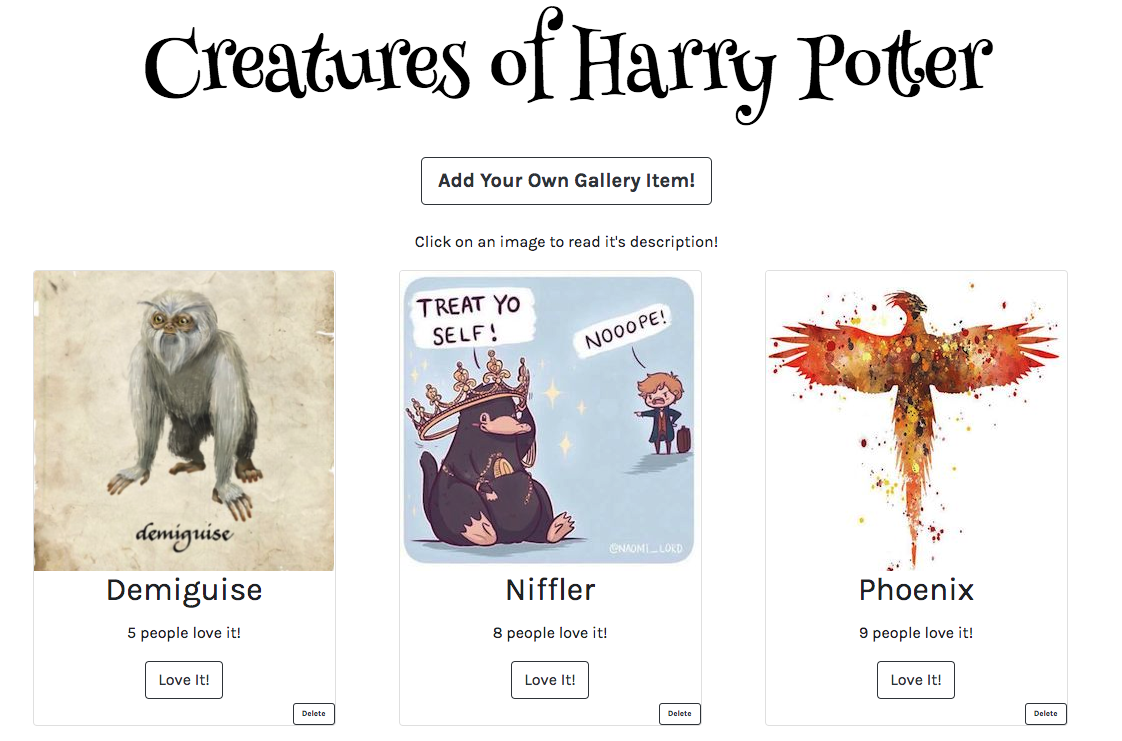 Creatures of Harry Potter
Add Your Own Gallery Item!
Click on an image to read it's description!
demiguise
Demiguise
5 people love it!
Love It!
Delete
TREAT YO
SELF!
NOOOPE!
@NAOMI_LORD
Niffler
8 people love it!
Love It!
Delete
Phoenix
9 people love it!
Love It!
Delete